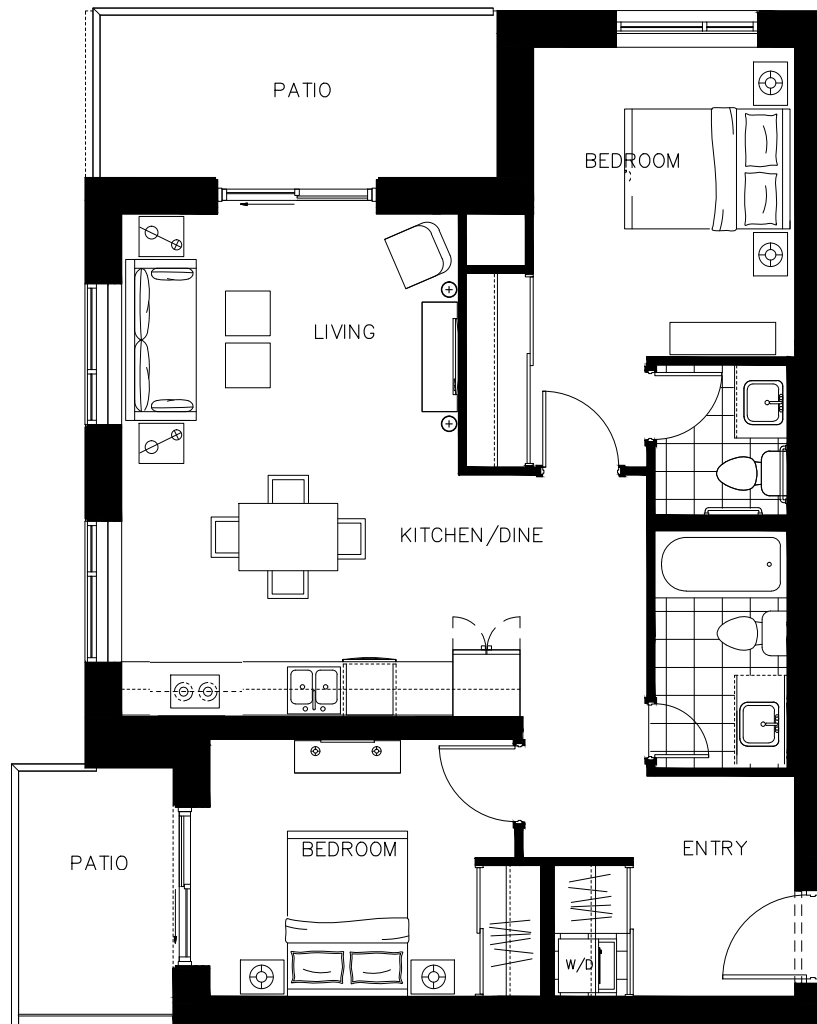 PATIO
BEDROOM
LIVING
KITCHEN/DINE
BEDROOM
ENTRY
PATIO
W/D